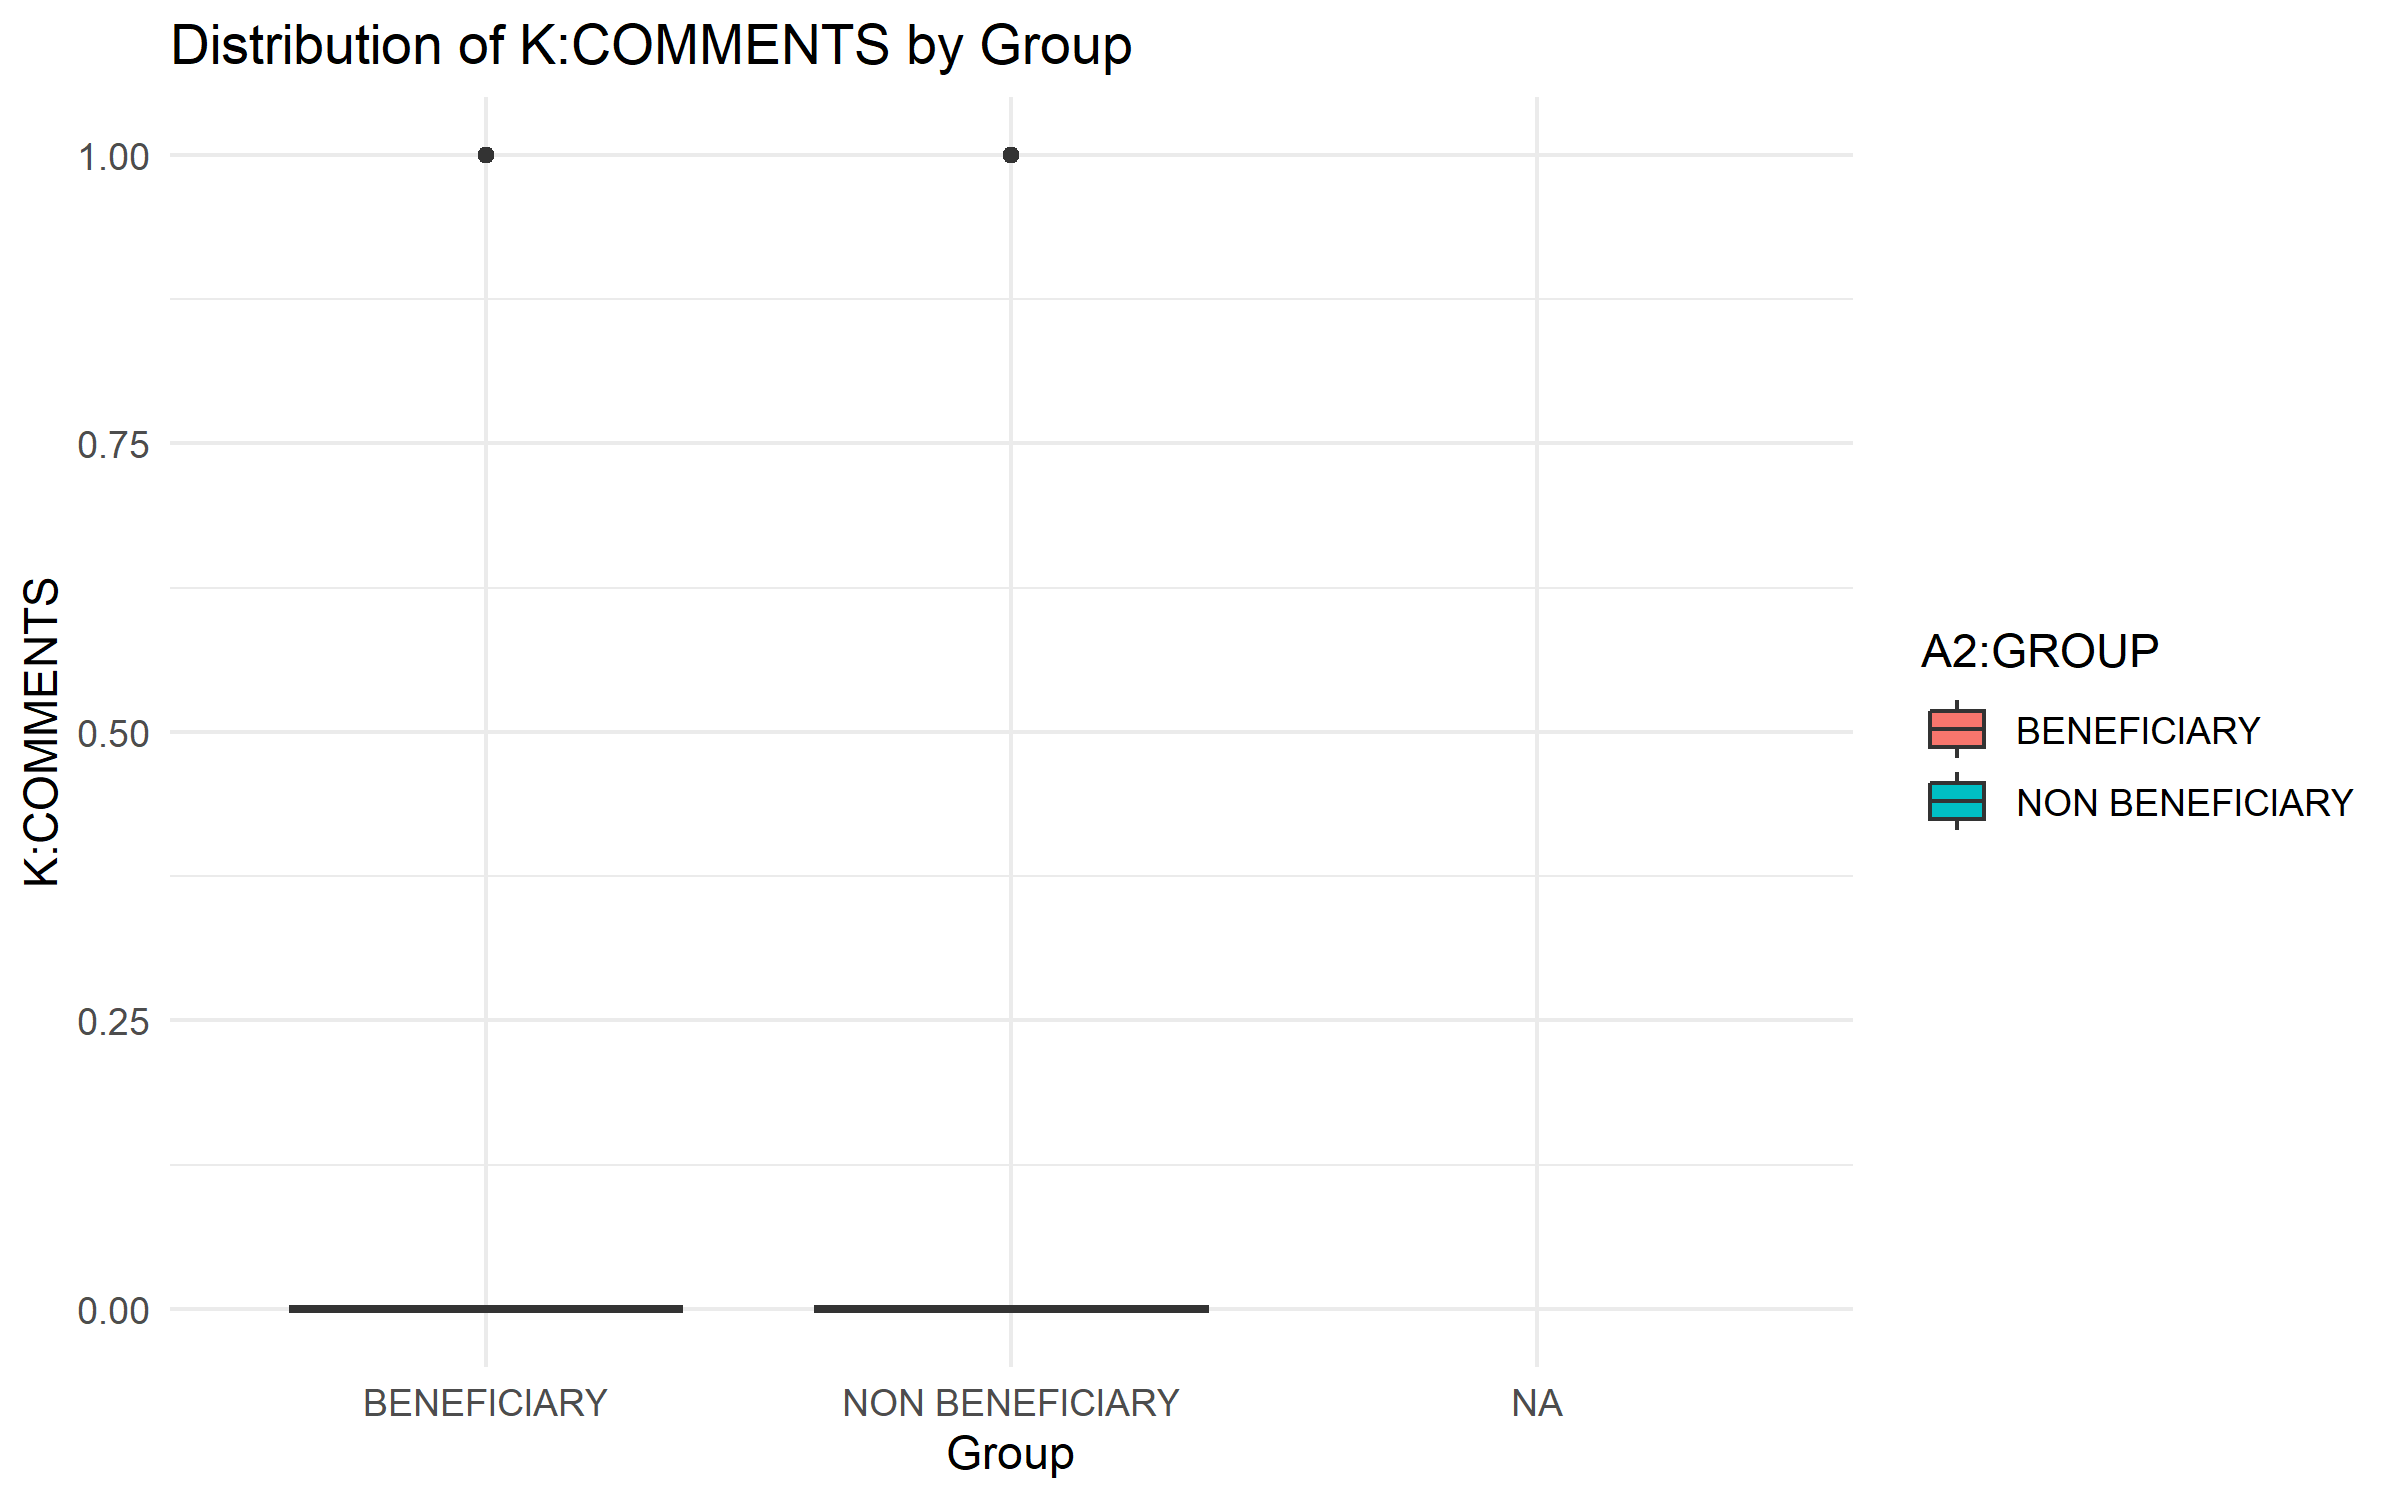 Distribution of K:COMMENTS by Group
1.00
0.75
0.50
0.25
0.00
K:COMMENTS
BENEFICIARY
NON BENEFICIARY
NA
Group
A2:GROUP
BENEFICIARY
NON BENEFICIARY